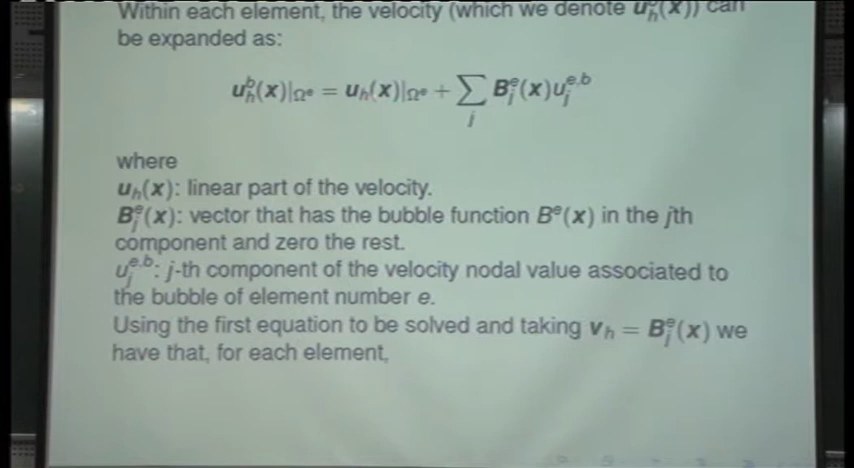 Within each element, the velocity (which we denote u_h^b(x)) can
be expanded as:
u_h^b(x)|_{Ω^e} = u_h(x)|_{Ω^e} + ∑_j B_j^e(x)u_j^{e,b}
where
u_h(x): linear part of the velocity.
B_j^e(x): vector that has the bubble function B^e(x) in the jth
component and zero the rest.
u_j^{e,b}: j-th component of the velocity nodal value associated to
the bubble of element number e.
Using the first equation to be solved and taking v_h = B_j^e(x) we
have that, for each element,